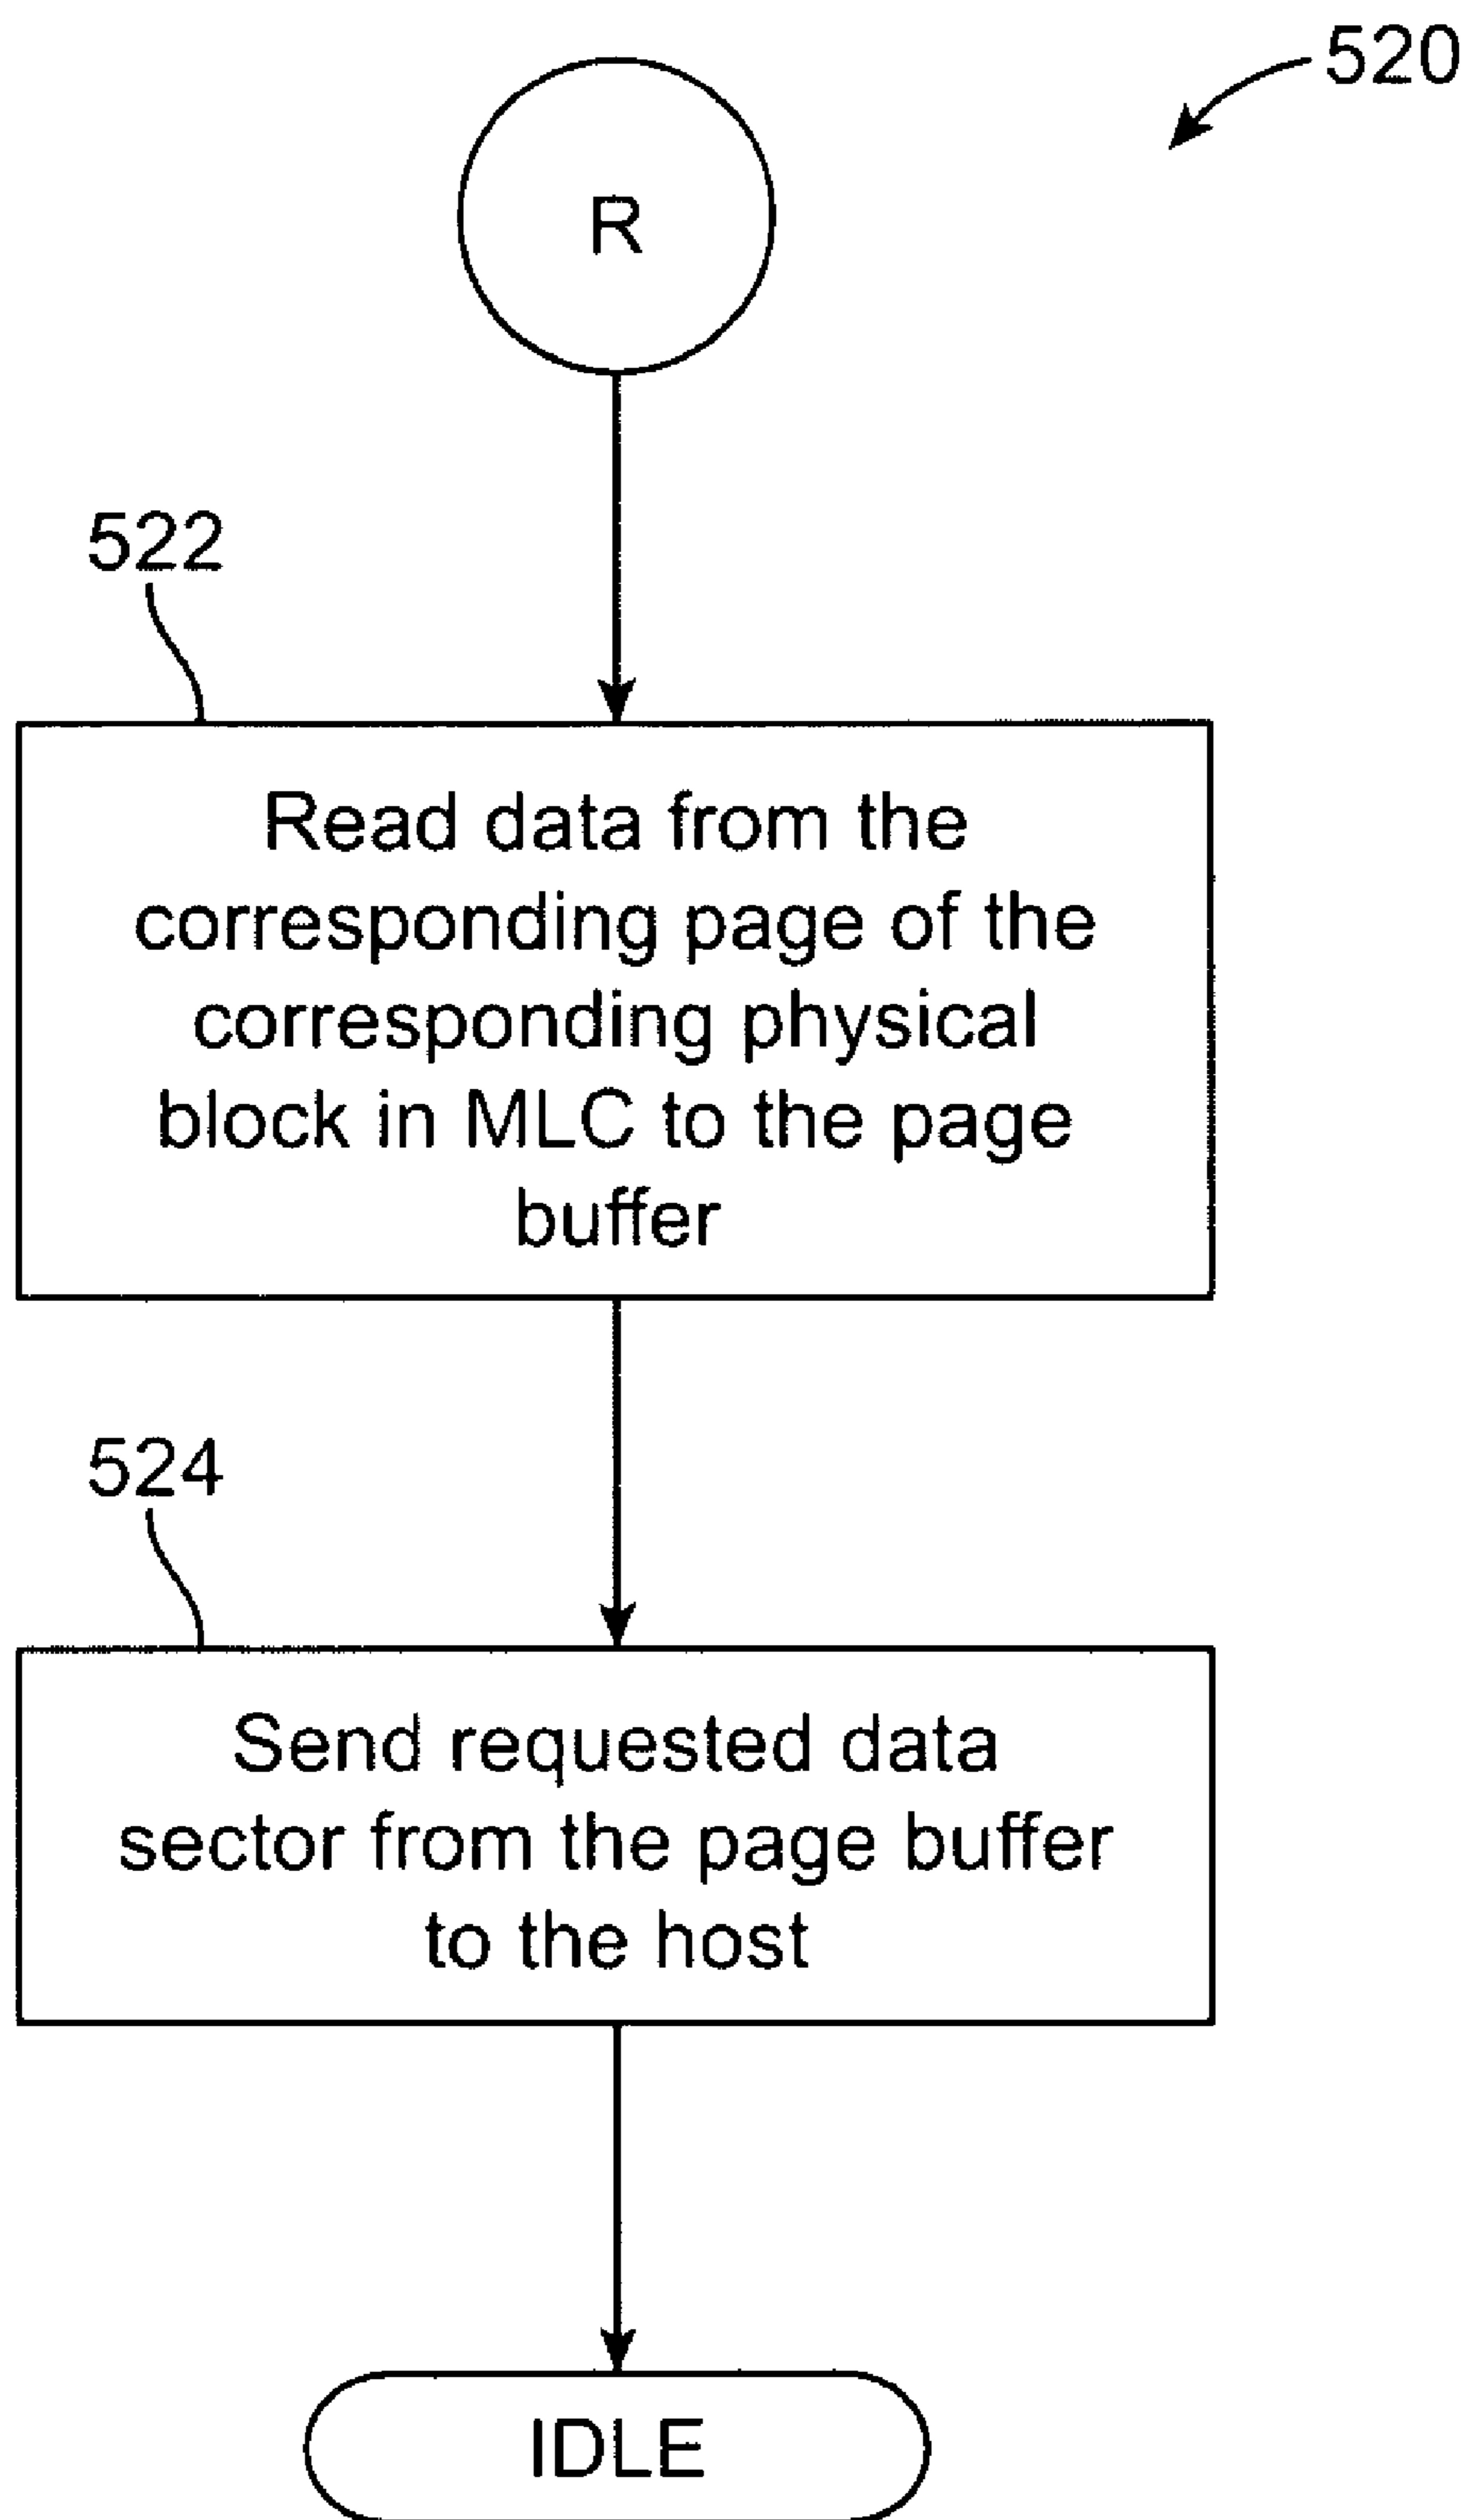 520
R
522
Read data from the
corresponding page of the
corresponding physical
block in MLC to the page
buffer
524
Send requested data
sector from the page buffer
to the host
IDLE